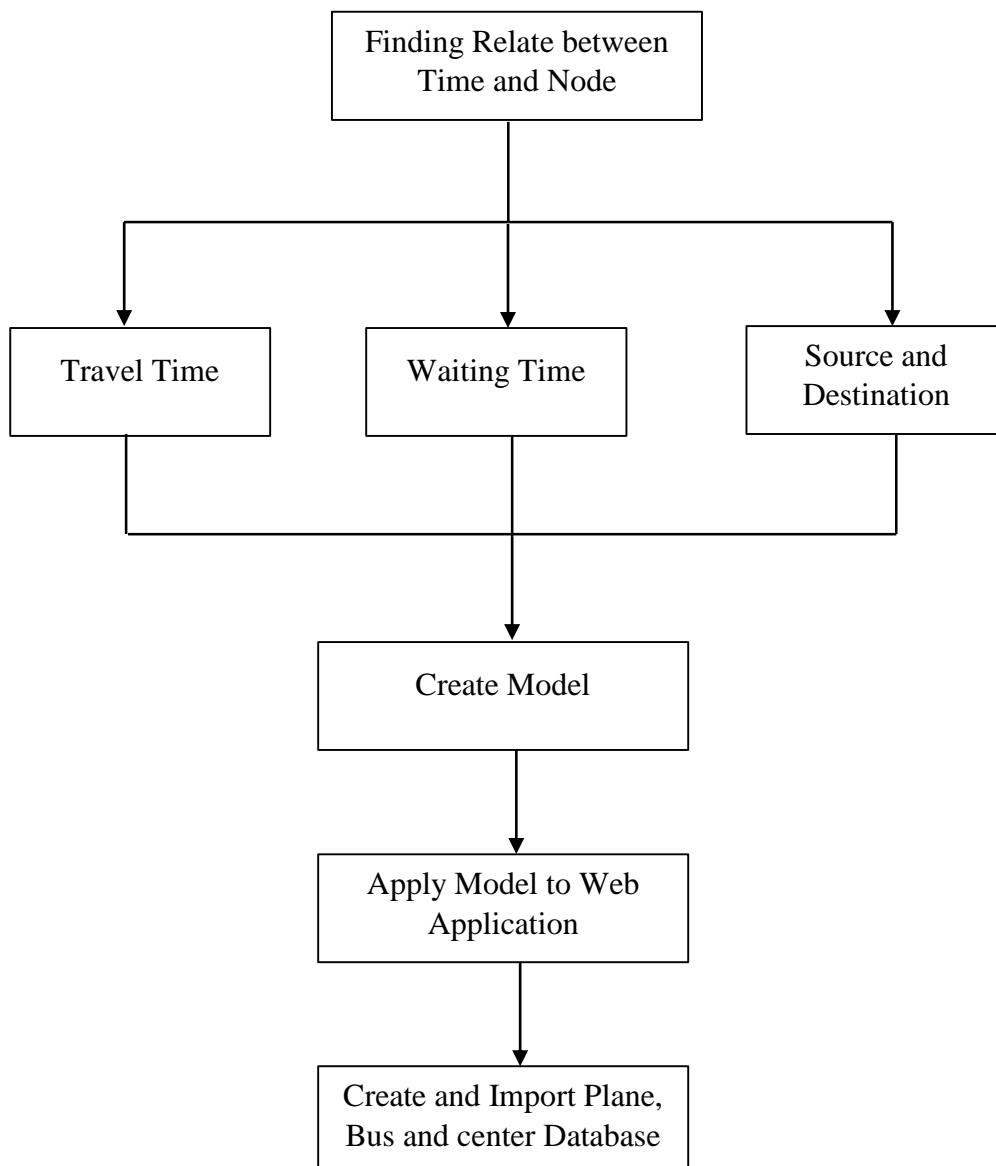 Finding Relate between
Time and Node
Travel Time
Waiting Time
Source and
Destination
Create Model
Apply Model to Web
Application
Create and Import Plane,
Bus and center Database